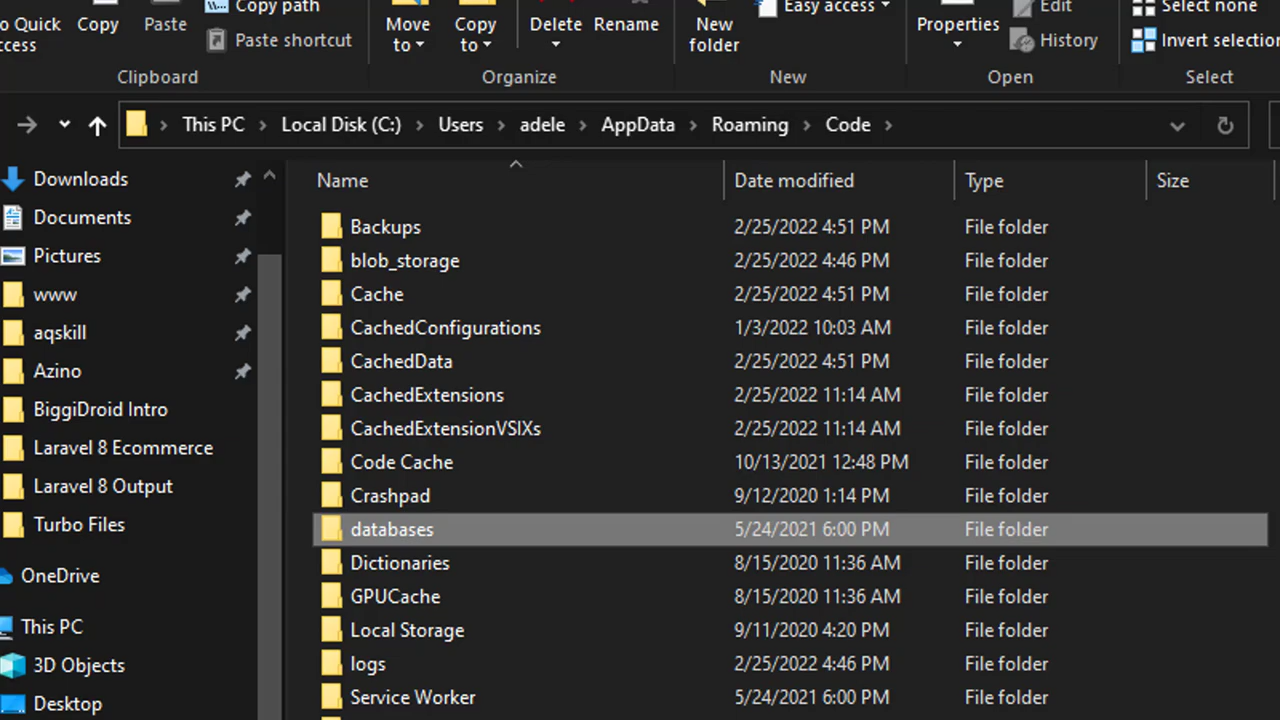 Copy path
Easy access
Edit
Select none
o Quick
ccess
Copy
Paste
Paste shortcut
Move
to
Copy
to
Delete
Rename
New
folder
Properties
History
Invert selection
Clipboard
Organize
New
Open
Select
This PC
Local Disk (C:)
Users
adele
AppData
Roaming
Code
Downloads
Documents
Pictures
www
aqskill
Azino
BiggiDroid Intro
Laravel 8 Ecommerce
Laravel 8 Output
Turbo Files
OneDrive
This PC
3D Objects
Desktop
Name Date modified Type Size
Backups 2/25/2022 4:51 PM File folder
blob_storage 2/25/2022 4:46 PM File folder
Cache 2/25/2022 4:51 PM File folder
CachedConfigurations 1/3/2022 10:03 AM File folder
CachedData 2/25/2022 4:51 PM File folder
CachedExtensions 2/25/2022 11:14 AM File folder
CachedExtensionVSIXs 2/25/2022 11:14 AM File folder
Code Cache 10/13/2021 12:48 PM File folder
Crashpad 9/12/2020 1:14 PM File folder
databases 5/24/2021 6:00 PM File folder
Dictionaries 8/15/2020 11:36 AM File folder
GPUCache 8/15/2020 11:36 AM File folder
Local Storage 9/11/2020 4:20 PM File folder
logs 2/25/2022 4:46 PM File folder
Service Worker 5/24/2021 6:00 PM File folder